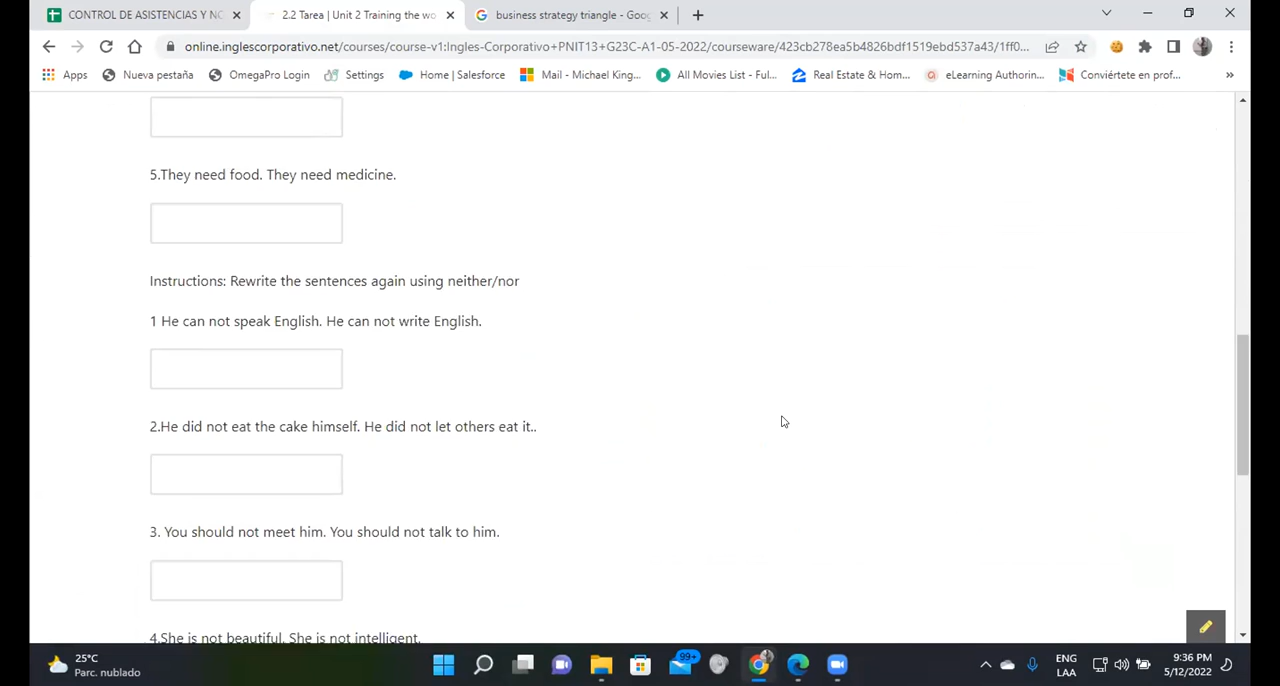 CONTROL DE ASISTENCIAS Y NO
2.2 Tarea | Unit 2 Training the wo
business strategy triangle - Goog
online.inglescorporativo.net/courses/course-v1:Ingles-Corporativo+PNIT13+G23C-A1-05-2022/courseware/423cb278ea5b4826bdf1519ebd537a43/1ff0...
Apps
Nueva pestaña
OmegaPro Login
Settings
Home | Salesforce
Mail - Michael King...
All Movies List - Ful...
Real Estate & Hom...
eLearning Authorin...
Conviértete en prof...
»
5.They need food. They need medicine.
Instructions: Rewrite the sentences again using neither/nor
1 He can not speak English. He can not write English.
2.He did not eat the cake himself. He did not let others eat it..
3. You should not meet him. You should not talk to him.
4.She is not beautiful. She is not intelligent.
25°C
Parc. nublado
99+
ENG
LAA
9:36 PM
5/12/2022